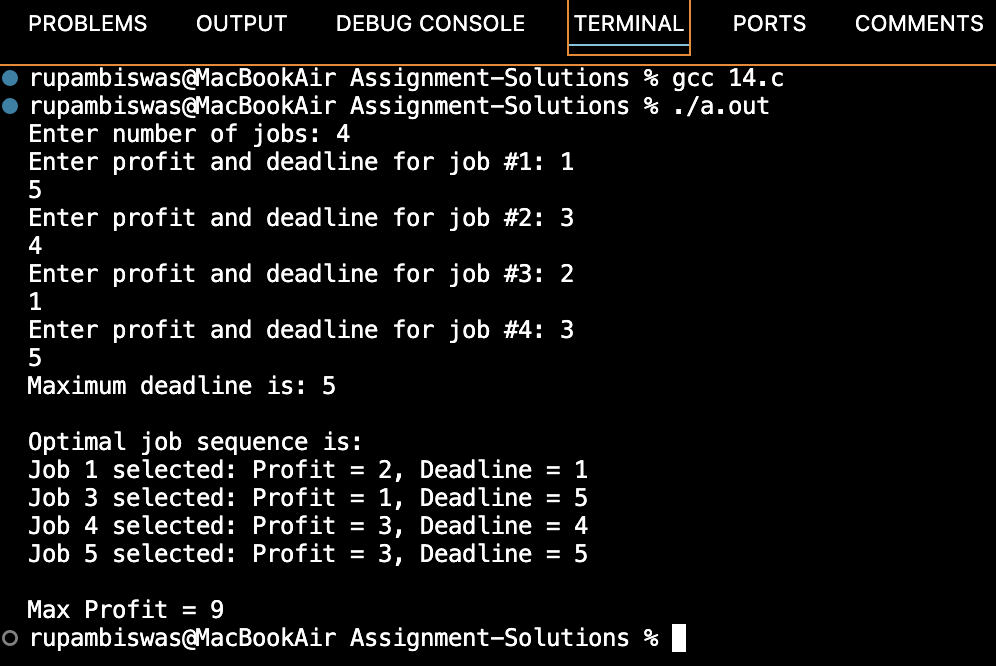 PROBLEMS OUTPUT DEBUG CONSOLE TERMINAL PORTS COMMENTS
rupambiswas@MacBookAir Assignment-Solutions % gcc 14.c
rupambiswas@MacBookAir Assignment-Solutions % ./a.out
Enter number of jobs: 4
Enter profit and deadline for job #1: 1
5
Enter profit and deadline for job #2: 3
4
Enter profit and deadline for job #3: 2
1
Enter profit and deadline for job #4: 3
5
Maximum deadline is: 5

Optimal job sequence is:
Job 1 selected: Profit = 2, Deadline = 1
Job 3 selected: Profit = 1, Deadline = 5
Job 4 selected: Profit = 3, Deadline = 4
Job 5 selected: Profit = 3, Deadline = 5

Max Profit = 9
rupambiswas@MacBookAir Assignment-Solutions %